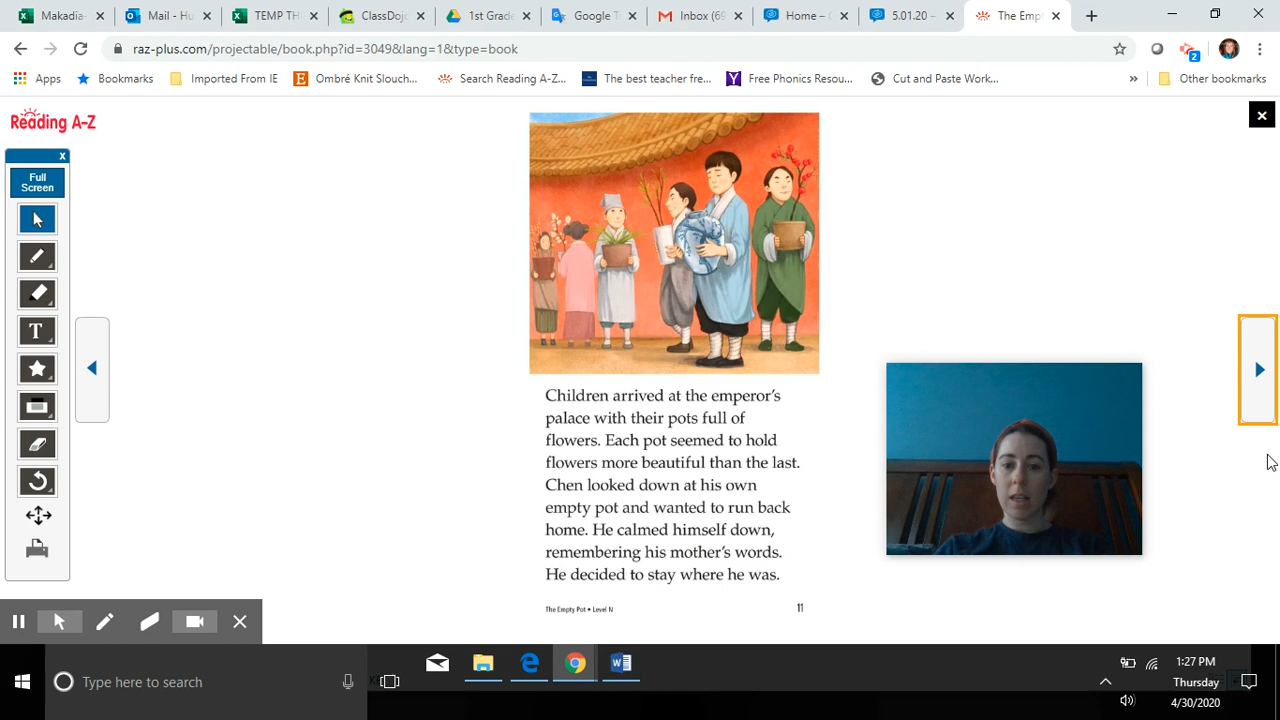 Makadia-
Mail - Hu
TEMP TH
ClassDojo
1st Grade
Google T
Inbox (69
Home – C
5.01.20 –
The Emp
raz-plus.com/projectable/book.php?id=3049&lang=1&type=book
2
Apps
Bookmarks
Imported From IE
Ombré Knit Slouch...
Search Reading A-Z...
The best teacher fre...
Free Phonics Resou...
Cut and Paste Work...
»
Other bookmarks
Reading A-Z
x
Full
Screen
T
Children arrived at the emperor's
palace with their pots full of
flowers. Each pot seemed to hold
flowers more beautiful than the last.
Chen looked down at his own
empty pot and wanted to run back
home. He calmed himself down,
remembering his mother's words.
He decided to stay where he was.
The Empty Pot • Level N
11
Type here to search
1:27 PM
Thursday
4/30/2020